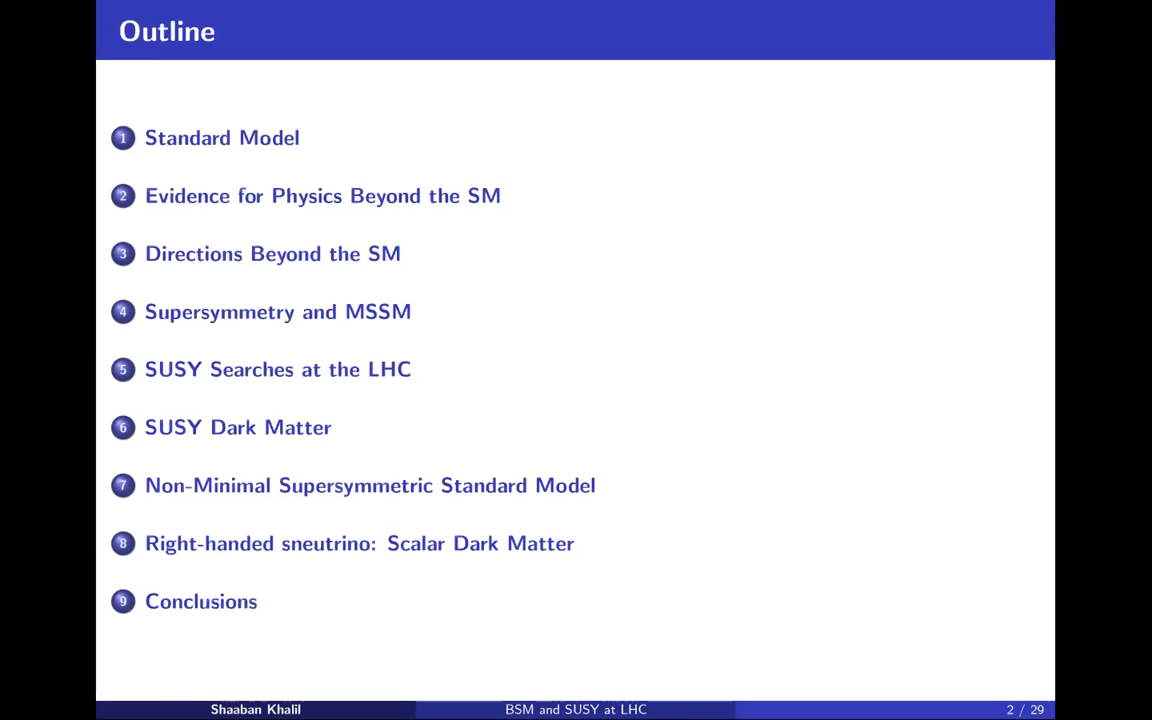 Outline
1 Standard Model
2 Evidence for Physics Beyond the SM
3 Directions Beyond the SM
4 Supersymmetry and MSSM
5 SUSY Searches at the LHC
6 SUSY Dark Matter
7 Non-Minimal Supersymmetric Standard Model
8 Right-handed sneutrino: Scalar Dark Matter
9 Conclusions
Shaaban Khalil BSM and SUSY at LHC 2 / 29